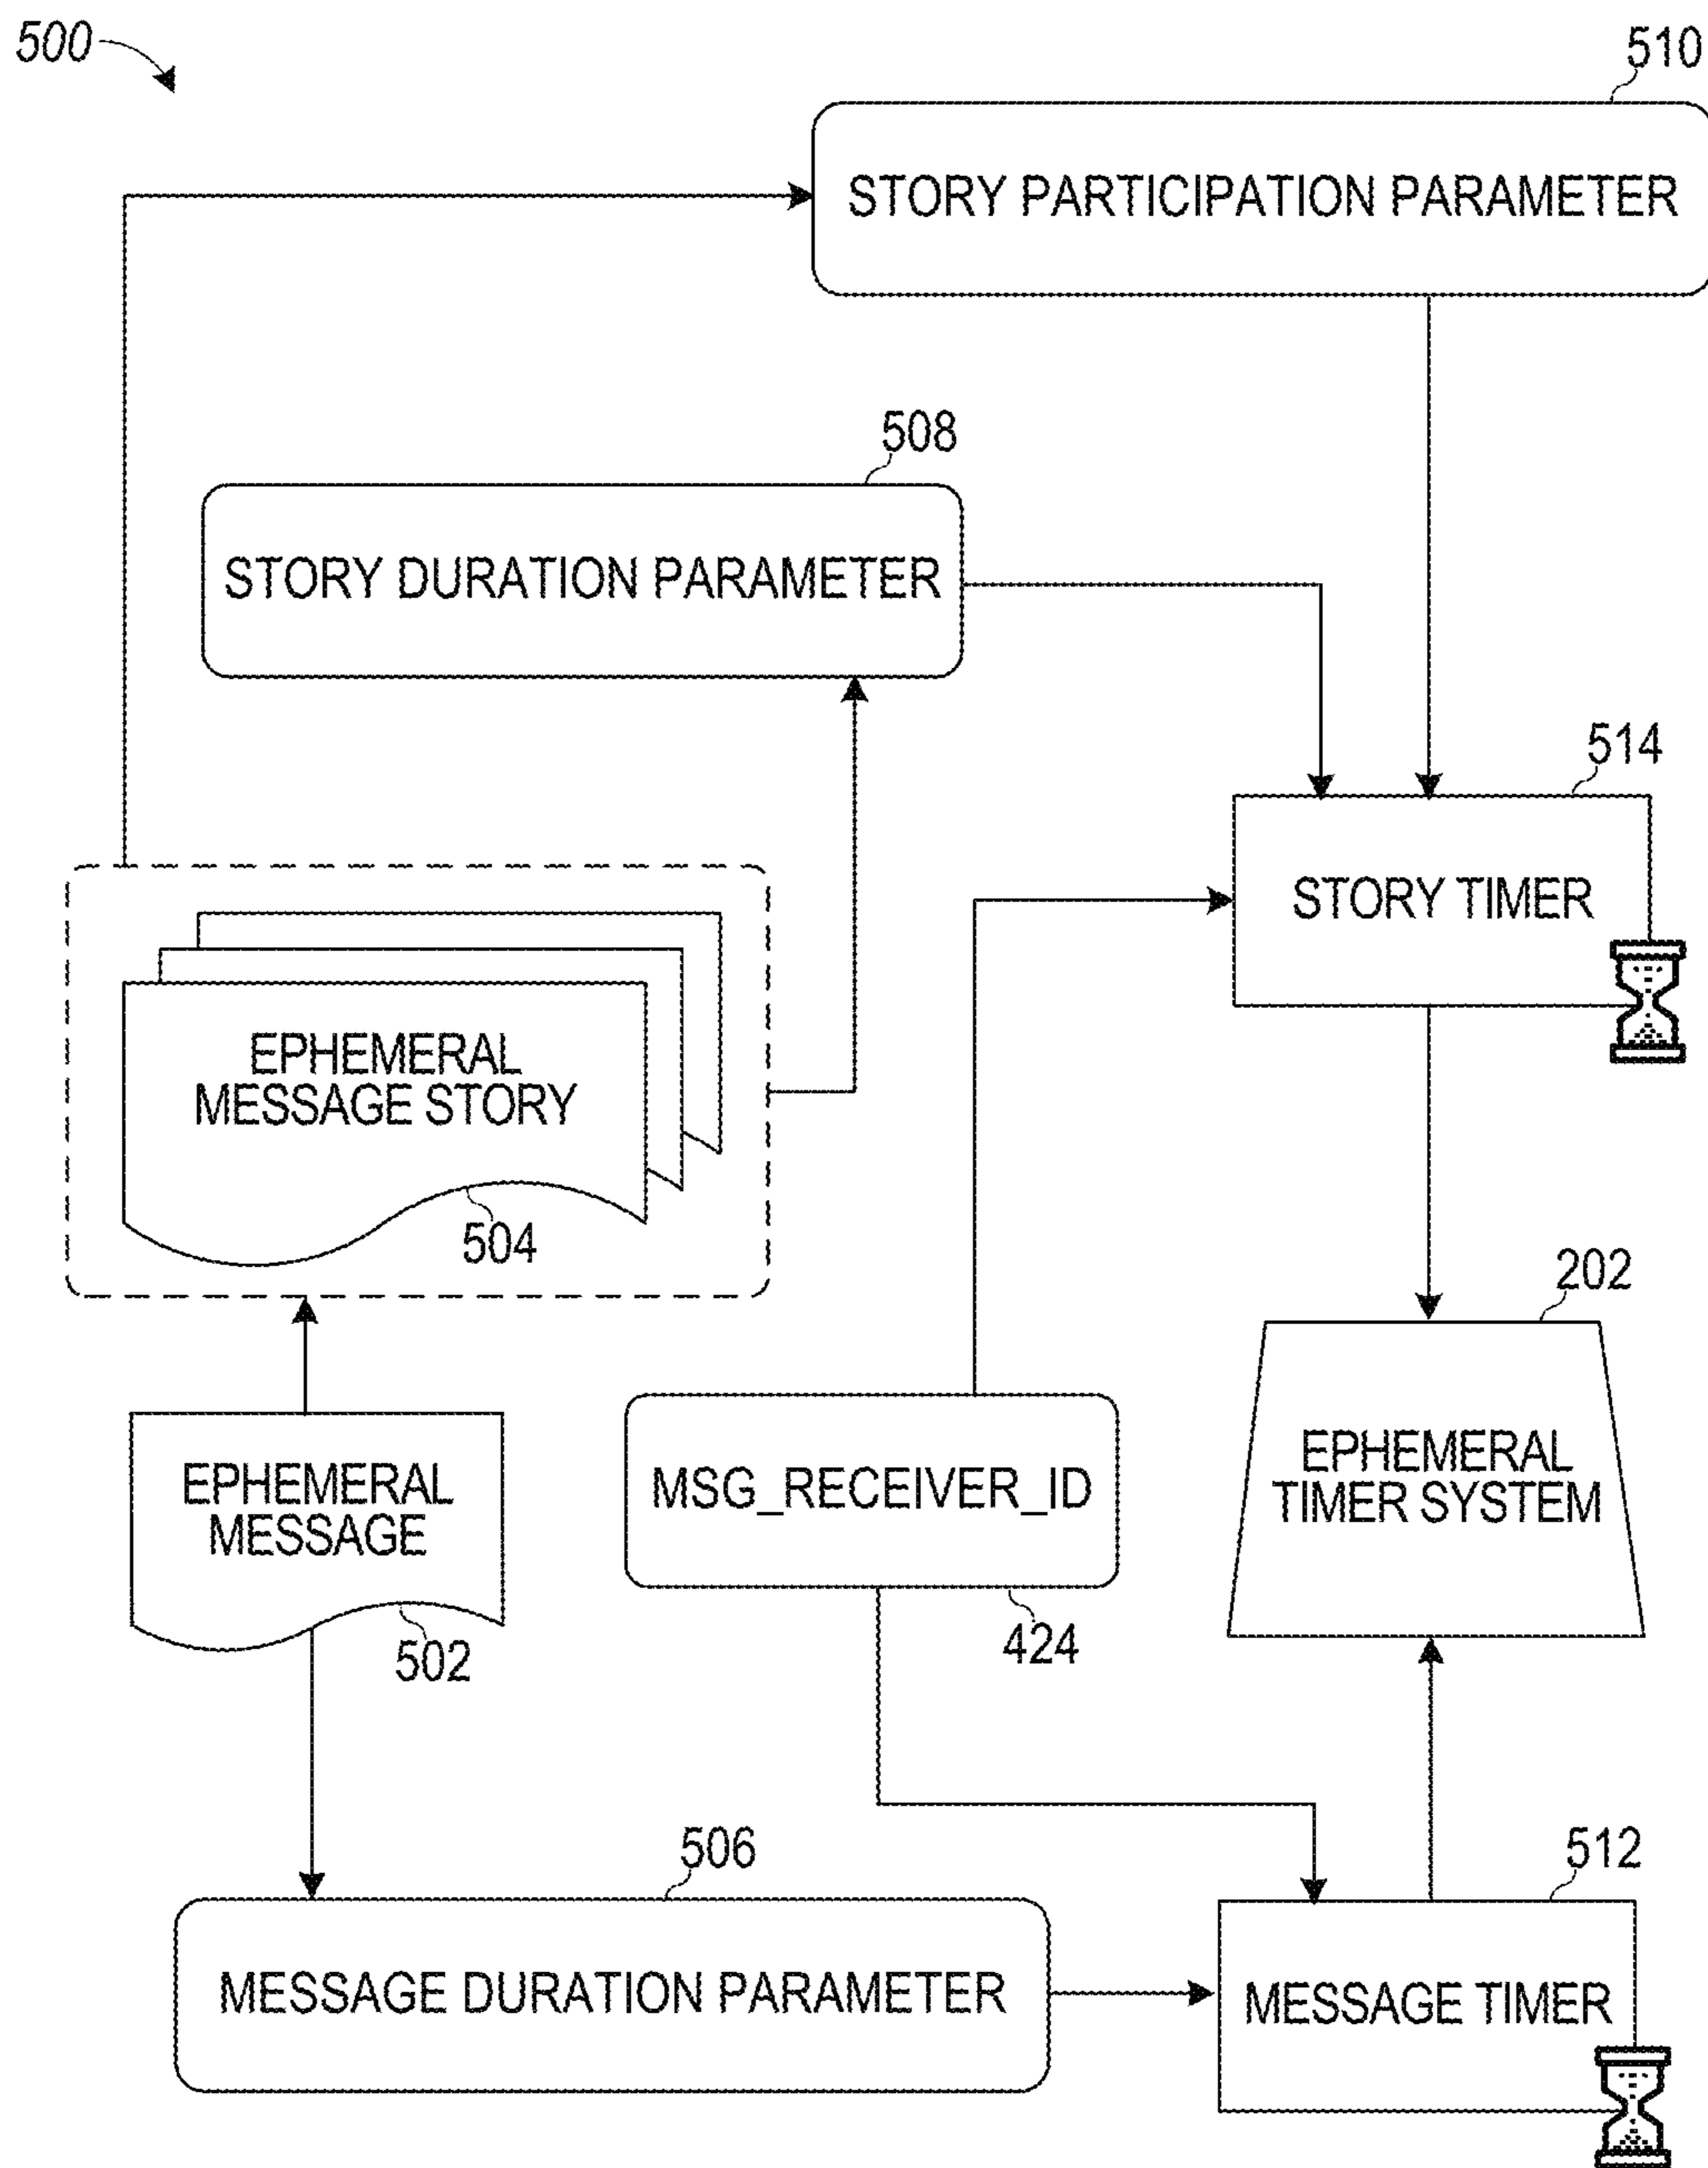 500
510
STORY PARTICIPATION PARAMETER
508
STORY DURATION PARAMETER
514
STORY TIMER
EPHEMERAL
MESSAGE STORY
504
202
EPHEMERAL
TIMER SYSTEM
MSG_RECEIVER_ID
424
EPHEMERAL
MESSAGE
502
506
MESSAGE DURATION PARAMETER
512
MESSAGE TIMER